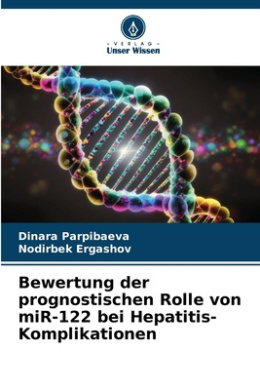 VERLAG
Unser Wissen
Dinara Parpibaeva
Nodirbek Ergashov
Bewertung der
prognostischen Rolle von
miR-122 bei Hepatitis-
Komplikationen